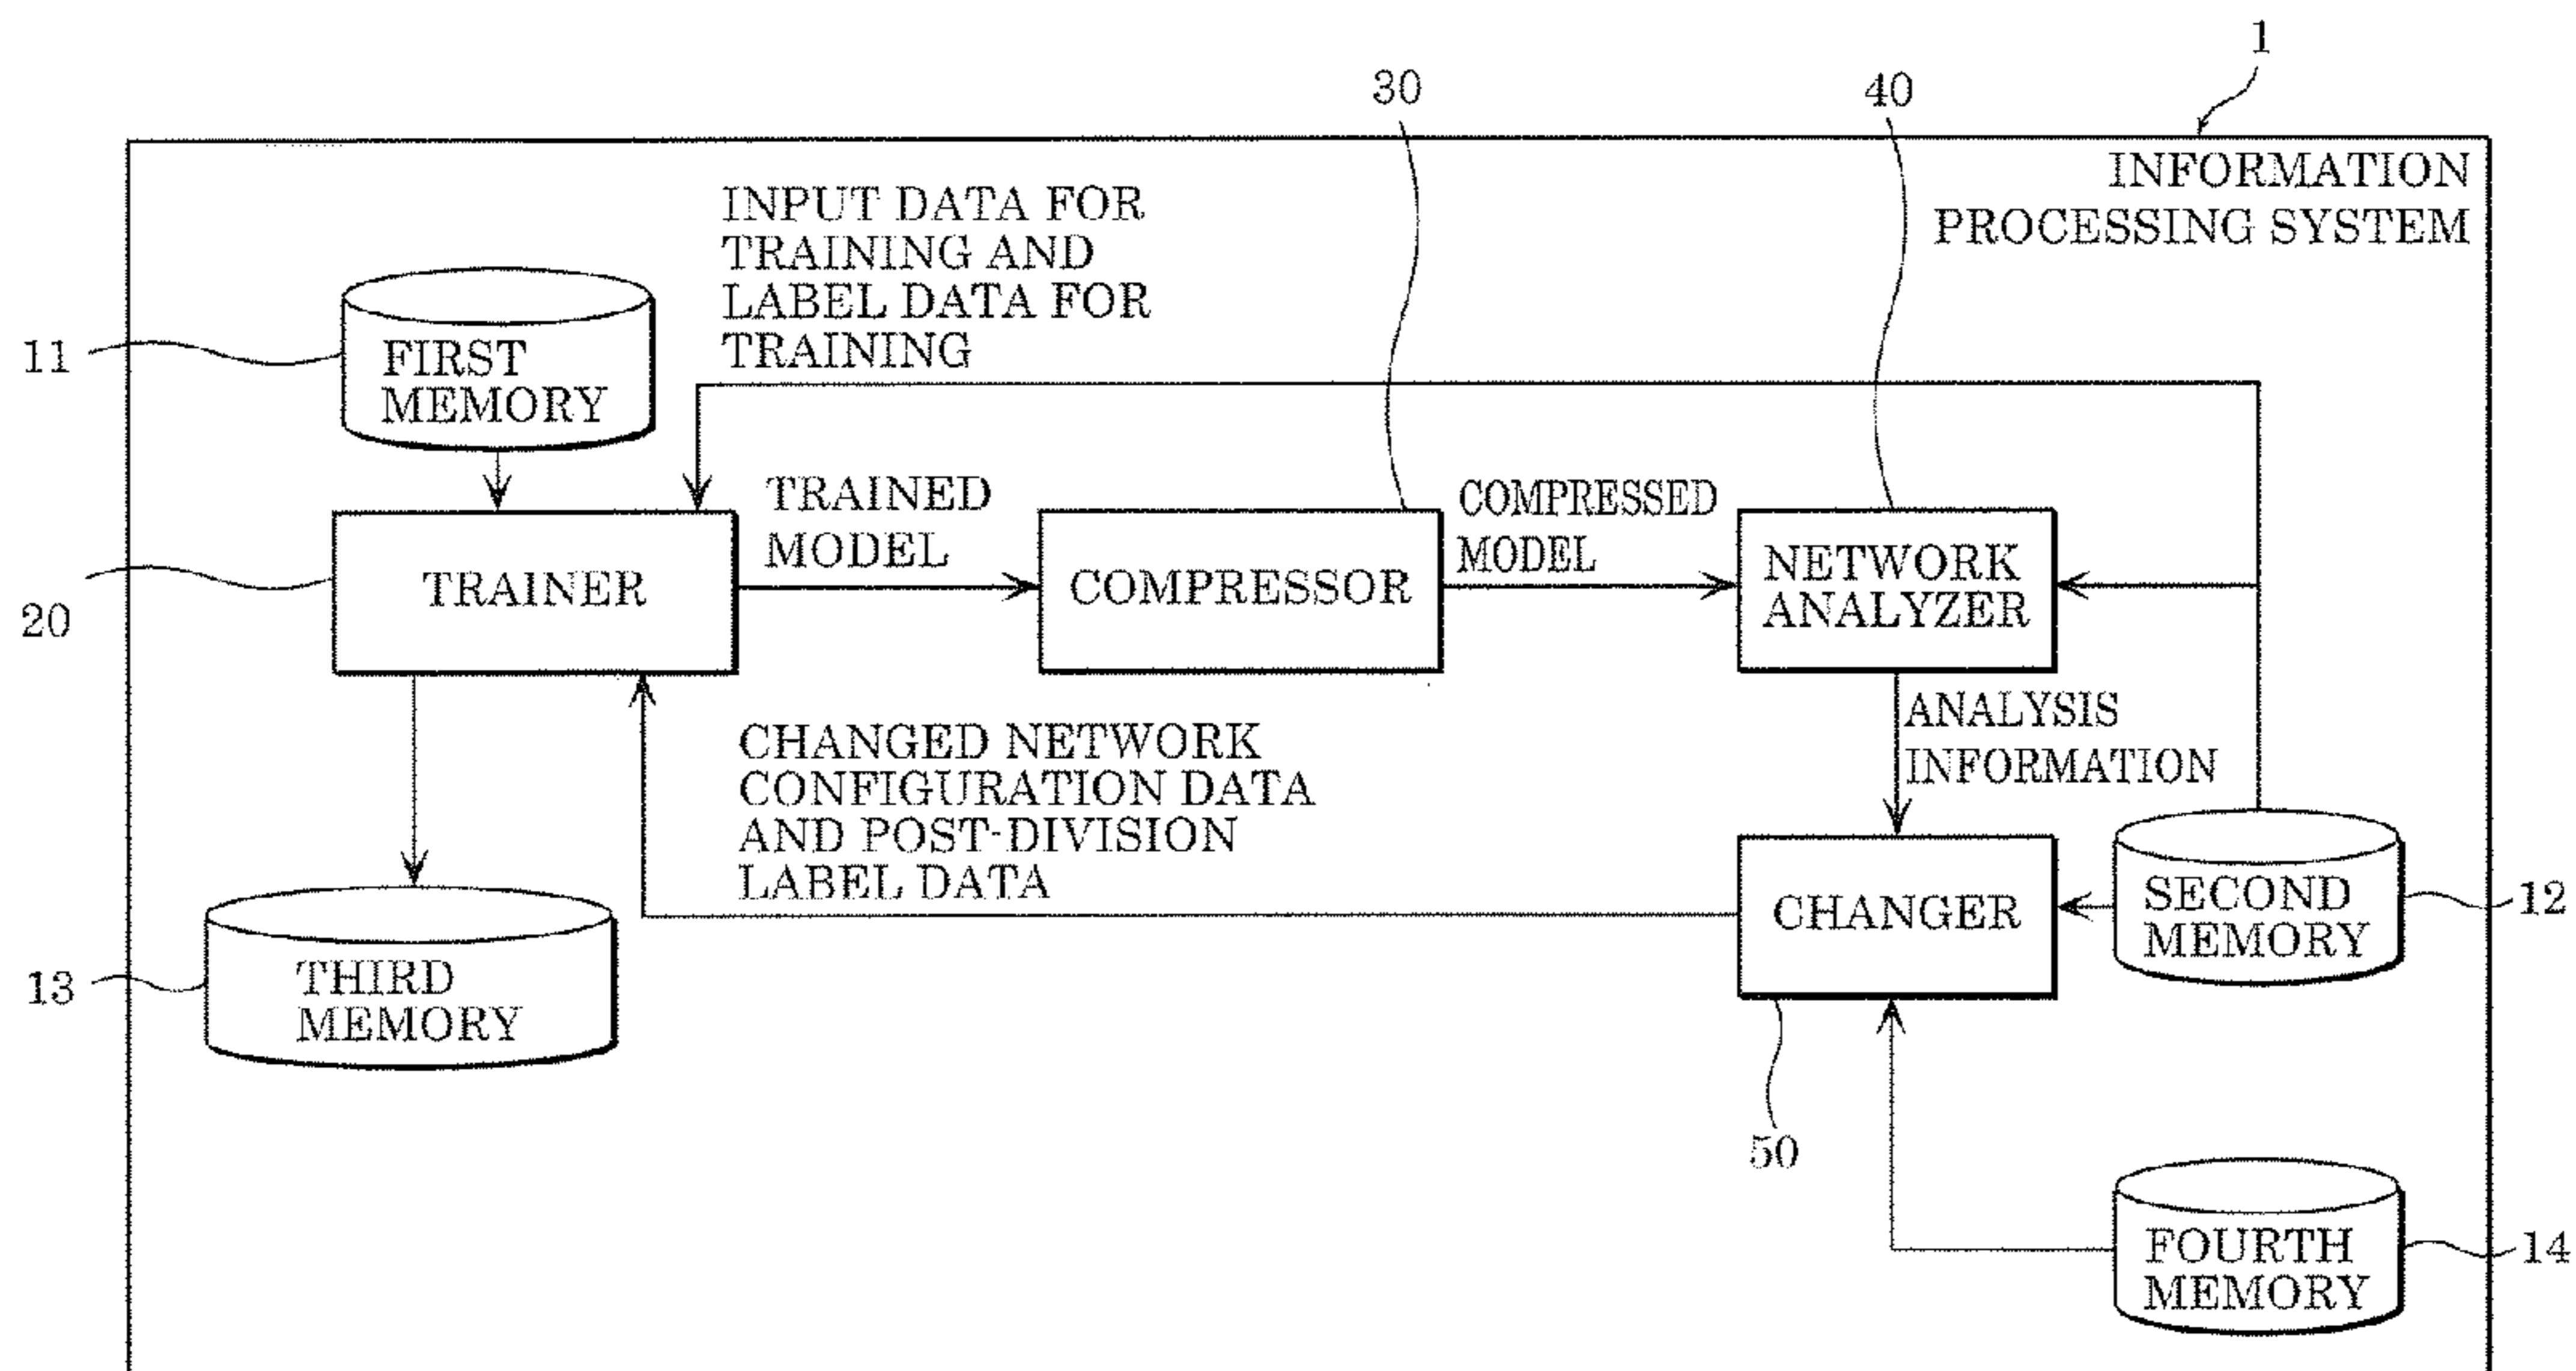 1
30
40
INFORMATION
PROCESSING SYSTEM
INPUT DATA FOR
TRAINING AND
LABEL DATA FOR
TRAINING
11
FIRST
MEMORY
TRAINED
MODEL
COMPRESSED
MODEL
20
TRAINER
COMPRESSOR
NETWORK
ANALYZER
ANALYSIS
INFORMATION
CHANGED NETWORK
CONFIGURATION DATA
AND POST-DIVISION
LABEL DATA
CHANGER
SECOND
MEMORY
12
13
THIRD
MEMORY
50
FOURTH
MEMORY
14